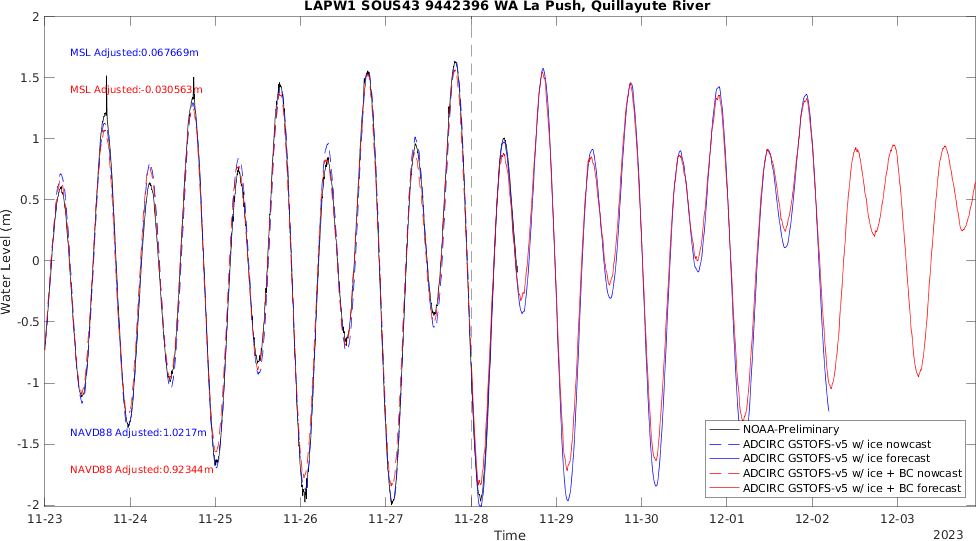 LAPW1 SOUS43 9442396 WA La Push, Quillayute River
2
1.5
1
0.5
0
-0.5
-1
-1.5
-2
Water Level (m)
MSL Adjusted:0.067669m
MSL Adjusted:-0.030563m
NAVD88 Adjusted:1.0217m
NAVD88 Adjusted:0.92344m
NOAA-Preliminary
ADCIRC GSTOFS-v5 w/ ice nowcast
ADCIRC GSTOFS-v5 w/ ice forecast
ADCIRC GSTOFS-v5 w/ ice + BC nowcast
ADCIRC GSTOFS-v5 w/ ice + BC forecast
11-23 11-24 11-25 11-26 11-27 11-28 11-29 11-30 12-01 12-02 12-03
Time
2023